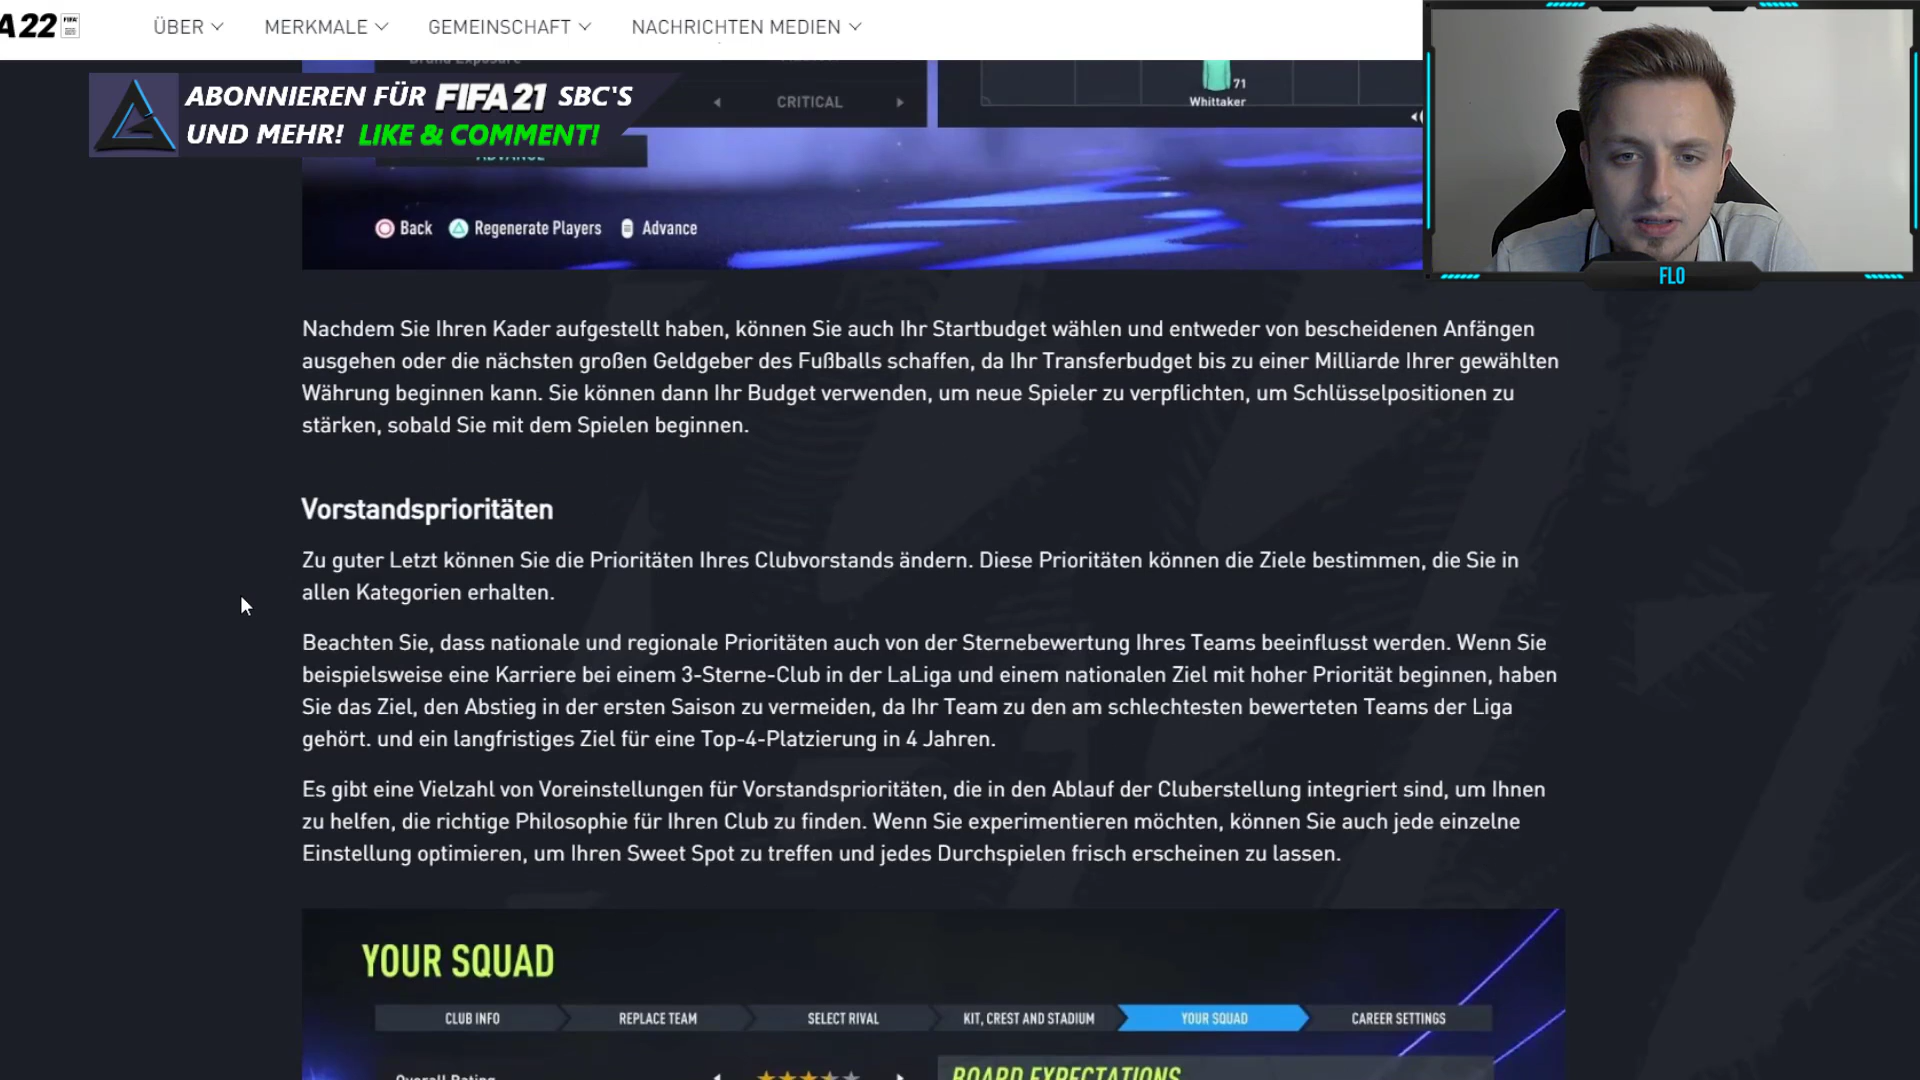 A 22 FIFA
ÜBER
MERKMALE
GEMEINSCHAFT
NACHRICHTEN MEDIEN
Brand Exposure
ABONNIEREN FÜR FIFA 21 SBC'S
UND MEHR! LIKE & COMMENT!
CRITICAL
71
Whittaker
ADVANCE
Back
Regenerate Players
Advance
FLO
Nachdem Sie Ihren Kader aufgestellt haben, können Sie auch Ihr Startbudget wählen und entweder von bescheidenen Anfängen
ausgehen oder die nächsten großen Geldgeber des Fußballs schaffen, da Ihr Transferbudget bis zu einer Milliarde Ihrer gewählten
Währung beginnen kann. Sie können dann Ihr Budget verwenden, um neue Spieler zu verpflichten, um Schlüsselpositionen zu
stärken, sobald Sie mit dem Spielen beginnen.
Vorstandsprioritäten
Zu guter Letzt können Sie die Prioritäten Ihres Clubvorstands ändern. Diese Prioritäten können die Ziele bestimmen, die Sie in
allen Kategorien erhalten.
Beachten Sie, dass nationale und regionale Prioritäten auch von der Sternebewertung Ihres Teams beeinflusst werden. Wenn Sie
beispielsweise eine Karriere bei einem 3-Sterne-Club in der LaLiga und einem nationalen Ziel mit hoher Priorität beginnen, haben
Sie das Ziel, den Abstieg in der ersten Saison zu vermeiden, da Ihr Team zu den am schlechtesten bewerteten Teams der Liga
gehört. und ein langfristiges Ziel für eine Top-4-Platzierung in 4 Jahren.
Es gibt eine Vielzahl von Voreinstellungen für Vorstandsprioritäten, die in den Ablauf der Cluberstellung integriert sind, um Ihnen
zu helfen, die richtige Philosophie für Ihren Club zu finden. Wenn Sie experimentieren möchten, können Sie auch jede einzelne
Einstellung optimieren, um Ihren Sweet Spot zu treffen und jedes Durchspielen frisch erscheinen zu lassen.
YOUR SQUAD
CLUB INFO
REPLACE TEAM
SELECT RIVAL
KIT, CREST AND STADIUM
YOUR SQUAD
CAREER SETTINGS
Overall Rating
BOARD EXPECTATIONS